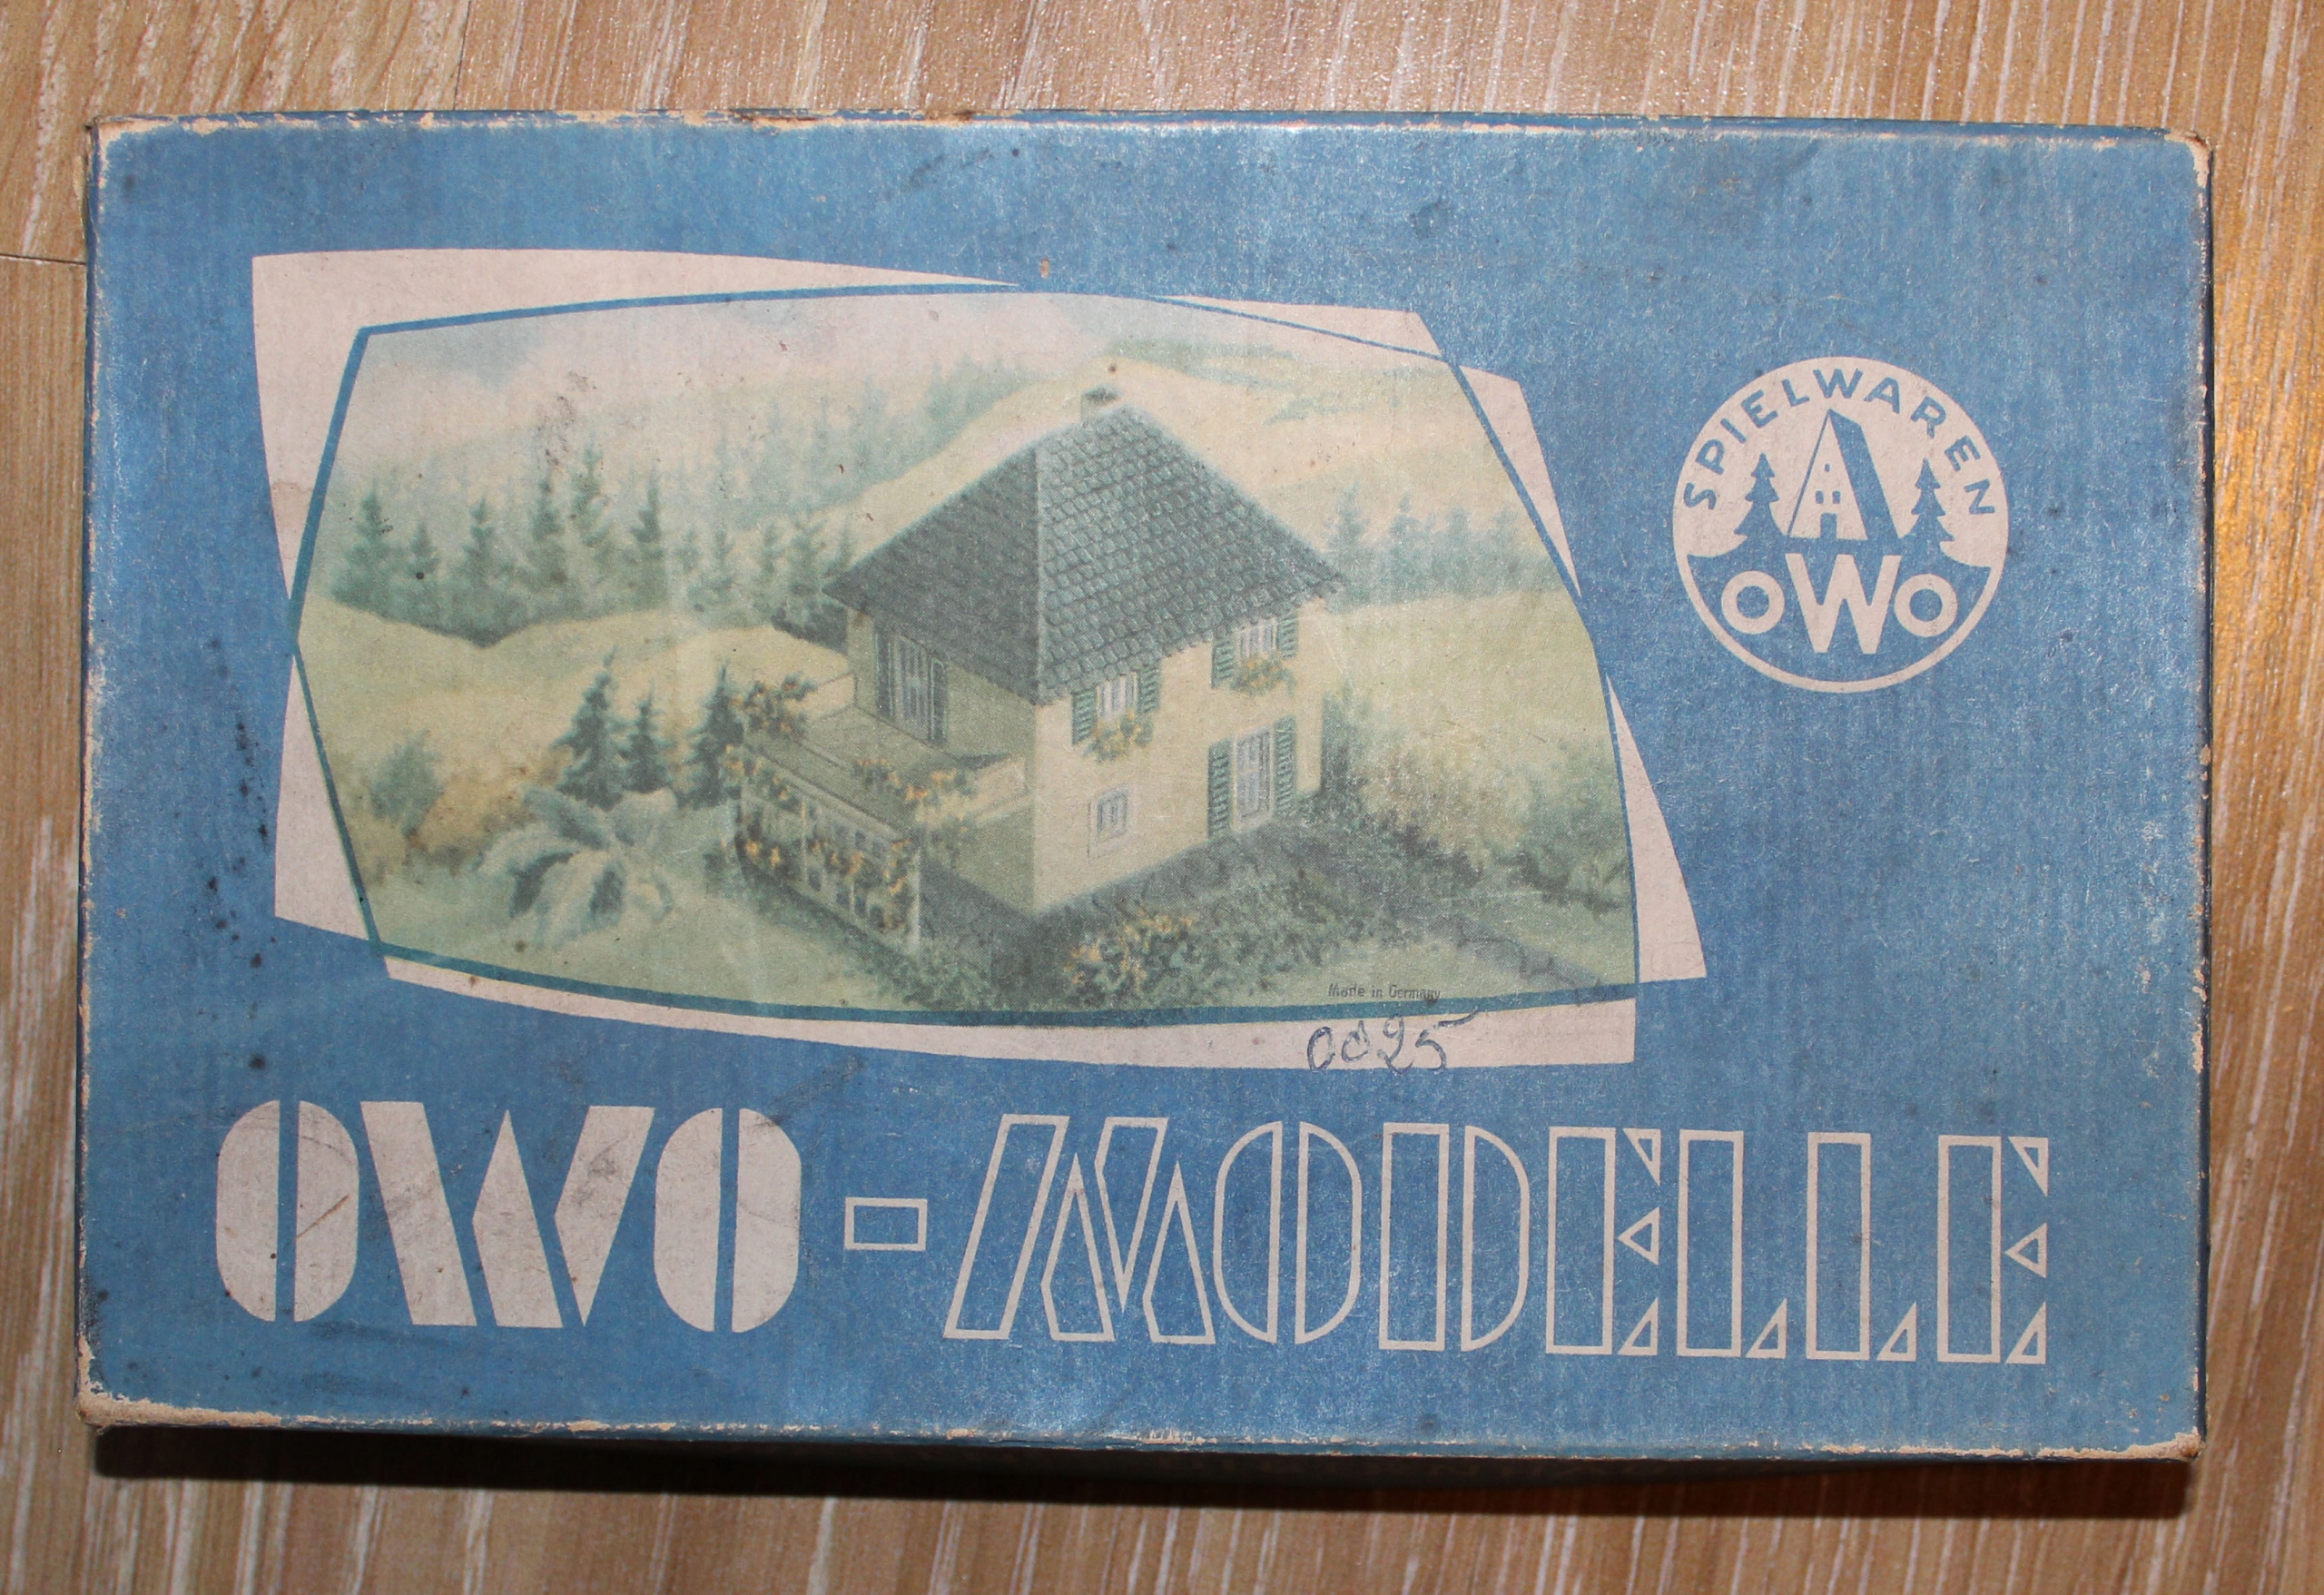 SPIELWAREN
OWO
Made in Germany
0025
OWO-MODELLE